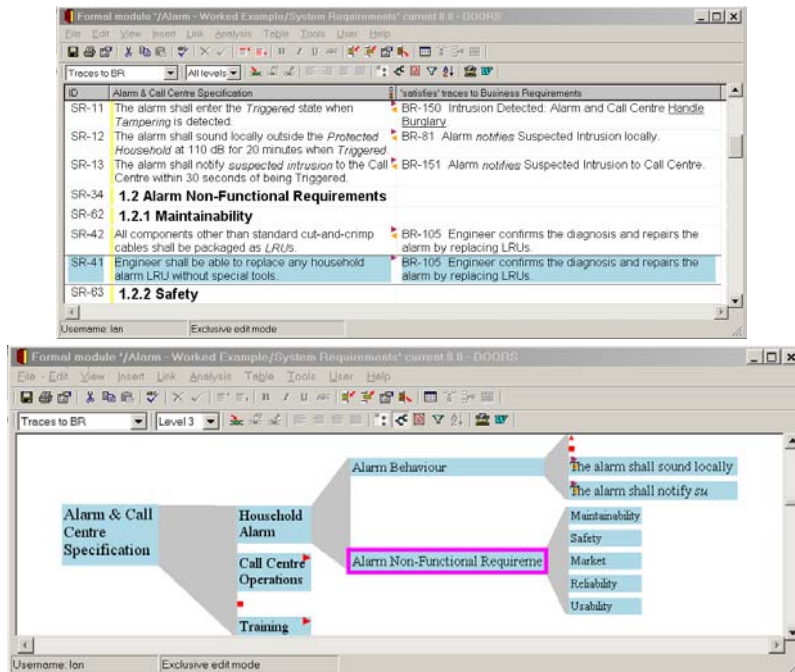 Formal module '/Alarm - Worked Example/System Requirements' current 0.0 - DOORS
File Edit View Insert Link Analysis Table Tools User Help
Traces to BR All levels
ID Alarm & Call Centre Specification 'satisfies' traces to Business Requirements
SR-11 The alarm shall enter the Triggered state when BR-150 Intrusion Detected: Alarm and Call Centre Handle
Tampering is detected. Burglary.
SR-12 The alarm shall sound locally outside the Protected BR-81 Alarm notifies Suspected Intrusion locally.
Household at 110 dB for 20 minutes when Triggered.
SR-13 The alarm shall notify suspected intrusion to the Call BR-151 Alarm notifies Suspected Intrusion to Call Centre.
Centre within 30 seconds of being Triggered.
SR-34 1.2 Alarm Non-Functional Requirements
SR-62 1.2.1 Maintainability
SR-42 All components other than standard cut-and-crimp BR-105 Engineer confirms the diagnosis and repairs the
cables shall be packaged as LRUs. alarm by replacing LRUs.
SR-41 Engineer shall be able to replace any household BR-105 Engineer confirms the diagnosis and repairs the
alarm LRU without special tools. alarm by replacing LRUs.
SR-63 1.2.2 Safety
Username: Ian Exclusive edit mode
Formal module '/Alarm - Worked Example/System Requirements' current 0.0 - DOORS
File Edit View Insert Link Analysis Table Tools User Help
Traces to BR Level 3
Alarm Behaviour
The alarm shall sound locally
The alarm shall notify su
Alarm & Call
Centre
Specification
Household
Alarm
Call Centre
Operations
Training
Alarm Non-Functional Requireme
Maintainability
Safety
Market
Reliability
Usability
Username: Ian Exclusive edit mode